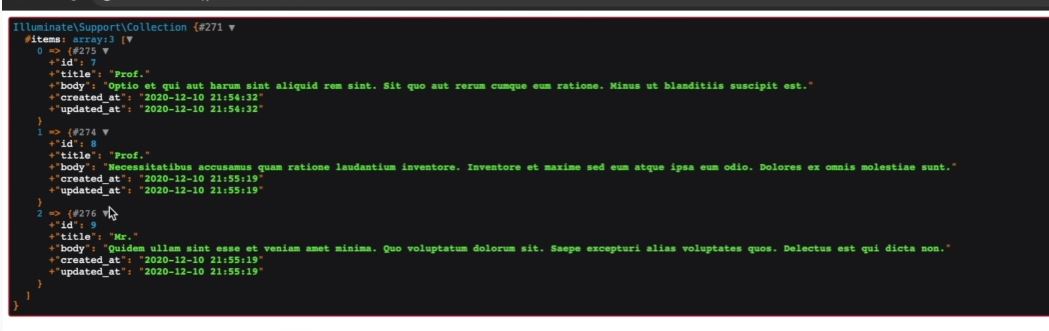 Illuminate\Support\Collection {#271 ▼
#items: array:3 [▼
0 => {#275 ▼
+"id": 7
+"title": "Prof."
+"body": "Optio et qui aut harum sint aliquid rem sint. Sit quo aut rerum cumque eum ratione. Minus ut blanditiis suscipit est."
+"created_at": "2020-12-10 21:54:32"
+"updated_at": "2020-12-10 21:54:32"
}
1 => {#274 ▼
+"id": 8
+"title": "Prof."
+"body": "Necessitatibus accusamus quam ratione laudantium inventore. Inventore et maxime sed eum atque ipsa eum odio. Dolores ex omnis molestiae sunt."
+"created_at": "2020-12-10 21:55:19"
+"updated_at": "2020-12-10 21:55:19"
}
2 => {#276 ▼
+"id": 9
+"title": "Mr."
+"body": "Quidem ullam sint esse et veniam amet minima. Quo voluptatum dolorum sit. Saepe excepturi alias voluptates quos. Delectus est qui dicta non."
+"created_at": "2020-12-10 21:55:19"
+"updated_at": "2020-12-10 21:55:19"
}
]
}